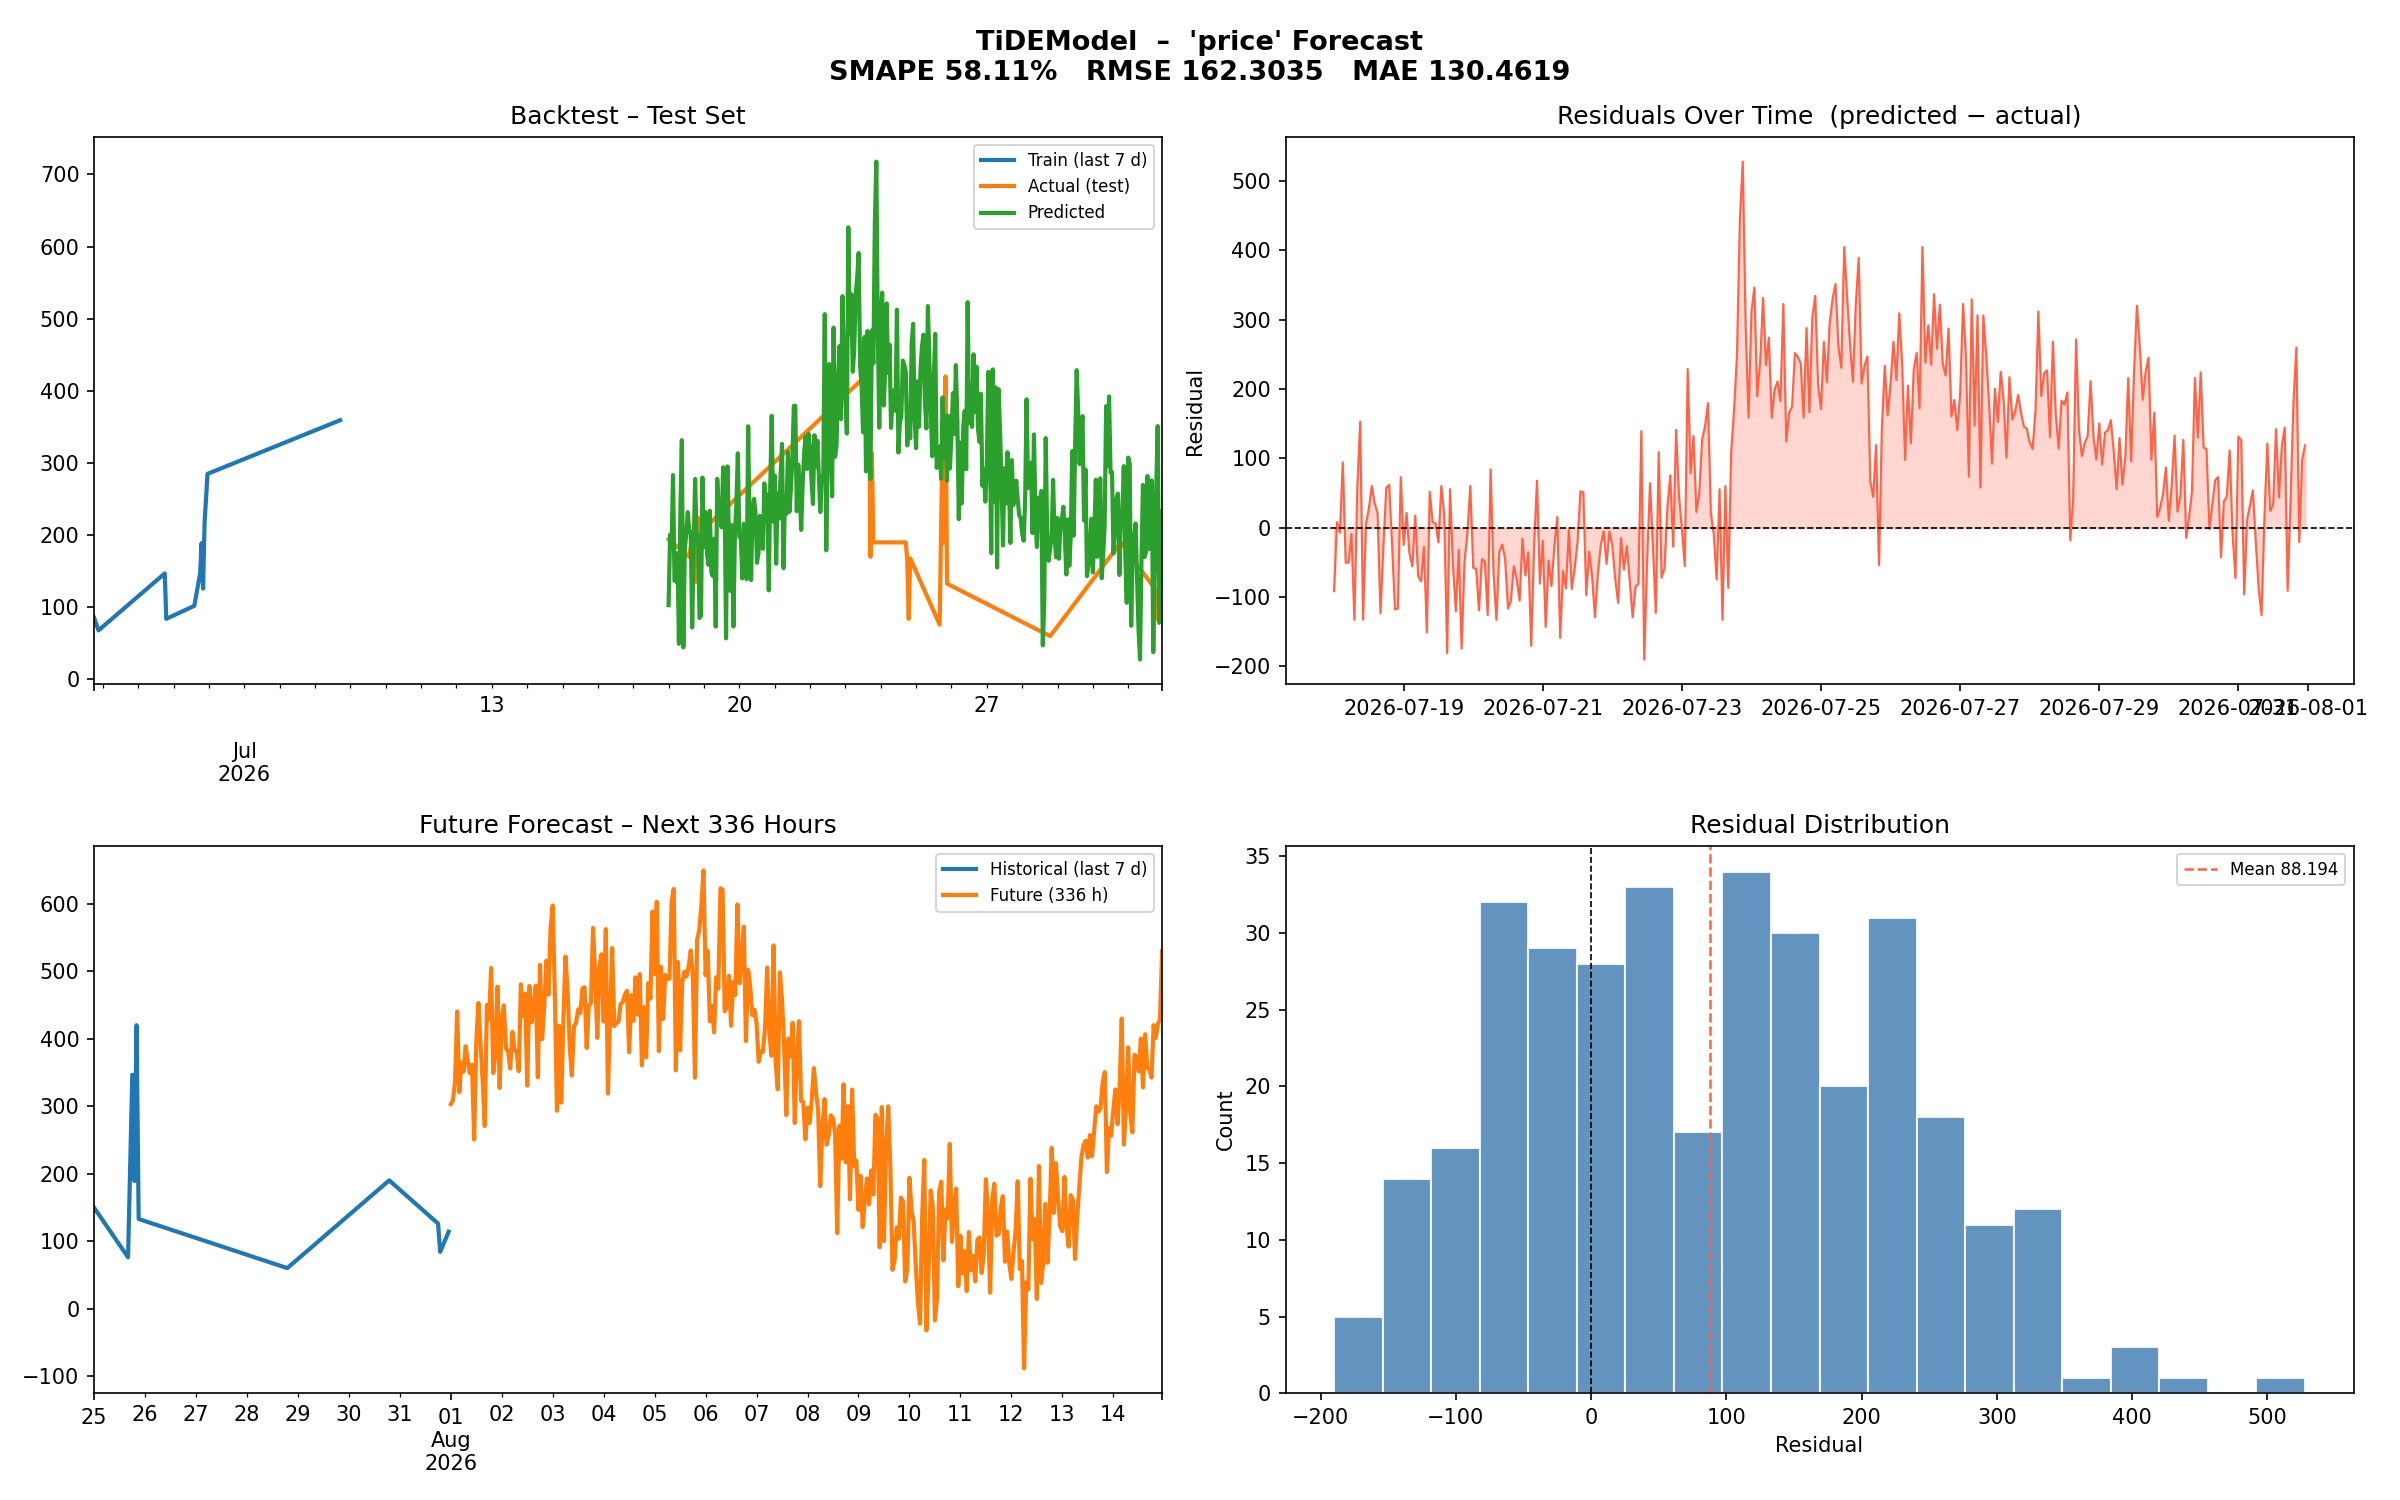 TiDEModel – 'price' Forecast
SMAPE 58.11% RMSE 162.3035 MAE 130.4619
Backtest – Test Set
700
600
500
400
300
200
100
0
Train (last 7 d)
Actual (test)
Predicted
13
20
27
Jul
2026
Residuals Over Time (predicted − actual)
Residual
500
400
300
200
100
0
−100
−200
2026-07-19
2026-07-21
2026-07-23
2026-07-25
2026-07-27
2026-07-29
2026-07-31
2026-08-01
Future Forecast – Next 336 Hours
600
500
400
300
200
100
0
−100
Historical (last 7 d)
Future (336 h)
25 26 27 28 29 30 31 01 02 03 04 05 06 07 08 09 10 11 12 13 14
Aug
2026
Residual Distribution
Count
35
30
25
20
15
10
5
0
Mean 88.194
−200
−100
0
100
200
300
400
500
Residual